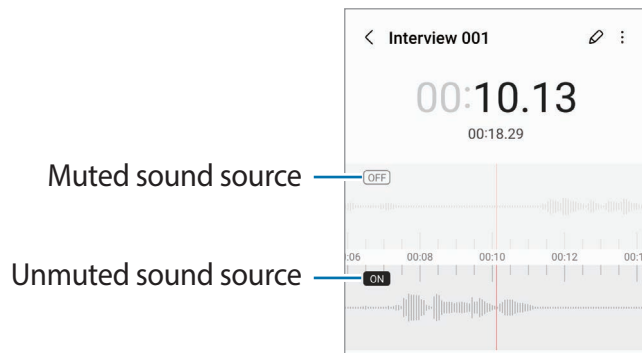 Interview 001
00:10.13
00:18.29
Muted sound source
OFF
00:08 00:10 00:12
Unmuted sound source
ON